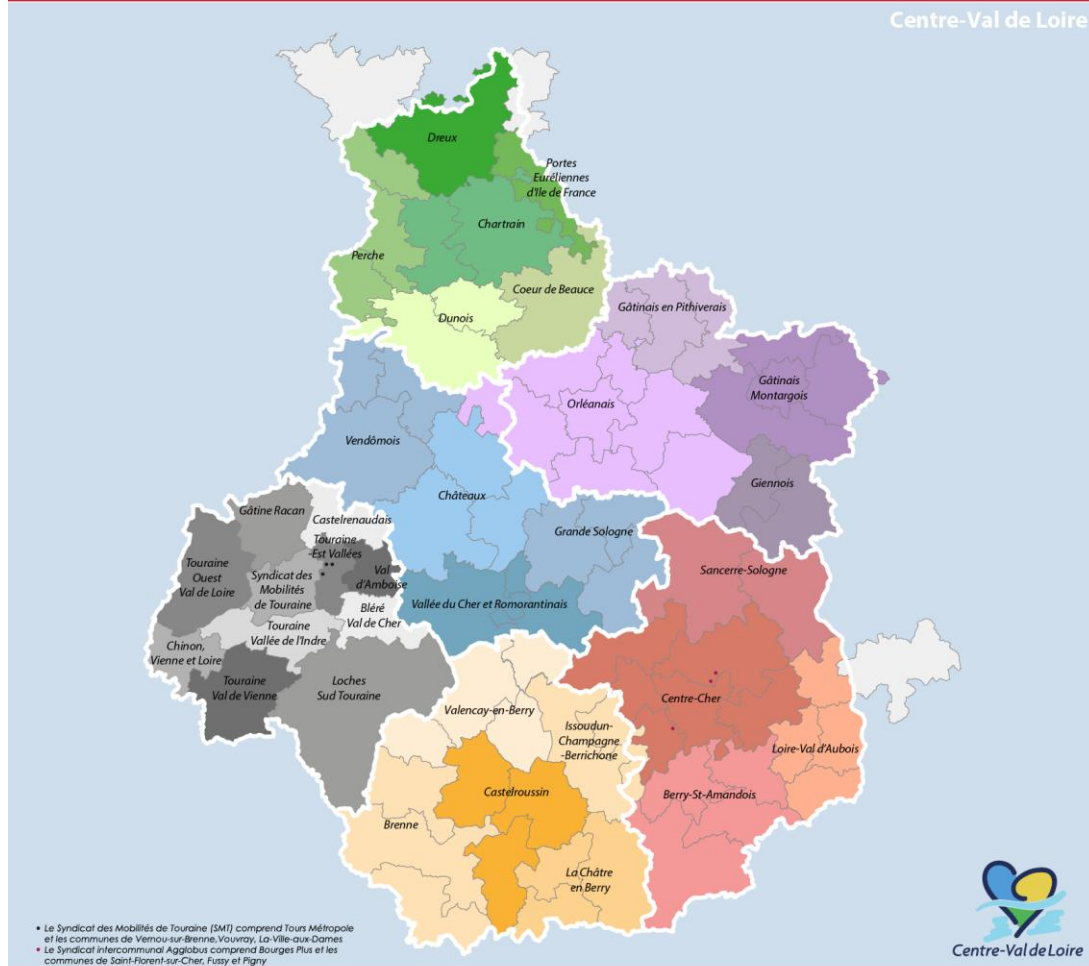 Centre-Val de Loire
Dreux
Portes
Euréliennes
d'Ile de France
Chartrain
Perche
Coeur de Beauce
Dunois
Gâtinais en Pithiverais
Gâtinais
Montargois
Orléanais
Vendômois
Giennois
Châteaux
Gâtine Racan
Castelrenaudais
Grande Sologne
Touraine
-Est Vallées
Touraine
Ouest
Val de Loire
Syndicat des
Mobilités
de Touraine
Val
d'Amboise
Sancerre-Sologne
Vallée du Cher et Romorantinais
Bléré
Val de Cher
Touraine
Vallée de l'Indre
Chinon,
Vienne et Loire
Touraine
Val de Vienne
Loches
Sud Touraine
Centre-Cher
Valencay-en-Berry
Issoudun-
Champagne
-Berrichone
Loire-Val d'Aubois
Castelroussin
Berry-St-Amandois
Brenne
La Châtre
en Berry
• Le Syndicat des Mobilités de Touraine (SMT) comprend Tours Métropole
et les communes de Vernou-sur-Brenne,Vouvray, La-Ville-aux-Dames
• Le Syndicat intercommunal Agglobus comprend Bourges Plus et les
communes de Saint-Florent-sur-Cher, Fussy et Pigny
Centre-Val de Loire